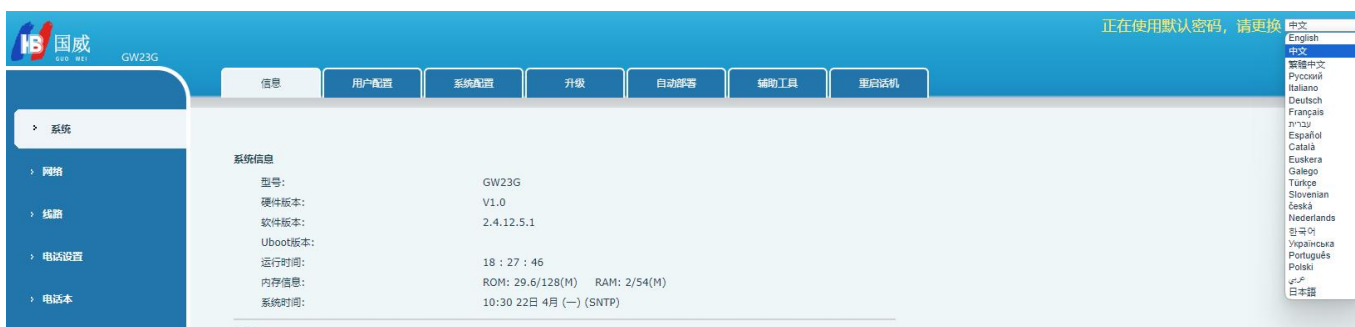 正在使用默认密码，请更换
中文
HB 国威
GUO WEI
GW23G
信息 用户配置 系统配置 升级 自动部署 辅助工具 重启话机
› 系统
› 网络
› 线路
› 电话设置
› 电话本
系统信息
型号: GW23G
硬件版本: V1.0
软件版本: 2.4.12.5.1
Uboot版本:
运行时间: 18 : 27 : 46
内存信息: ROM: 29.6/128(M) RAM: 2/54(M)
系统时间: 10:30 22日 4月 (一) (SNTP)
English
中文
繁體中文
Русский
Italiano
Deutsch
Français
עברית
Español
Català
Euskera
Galego
Türkçe
Slovenian
česká
Nederlands
한국어
Українська
Português
Polski
عربي
日本語